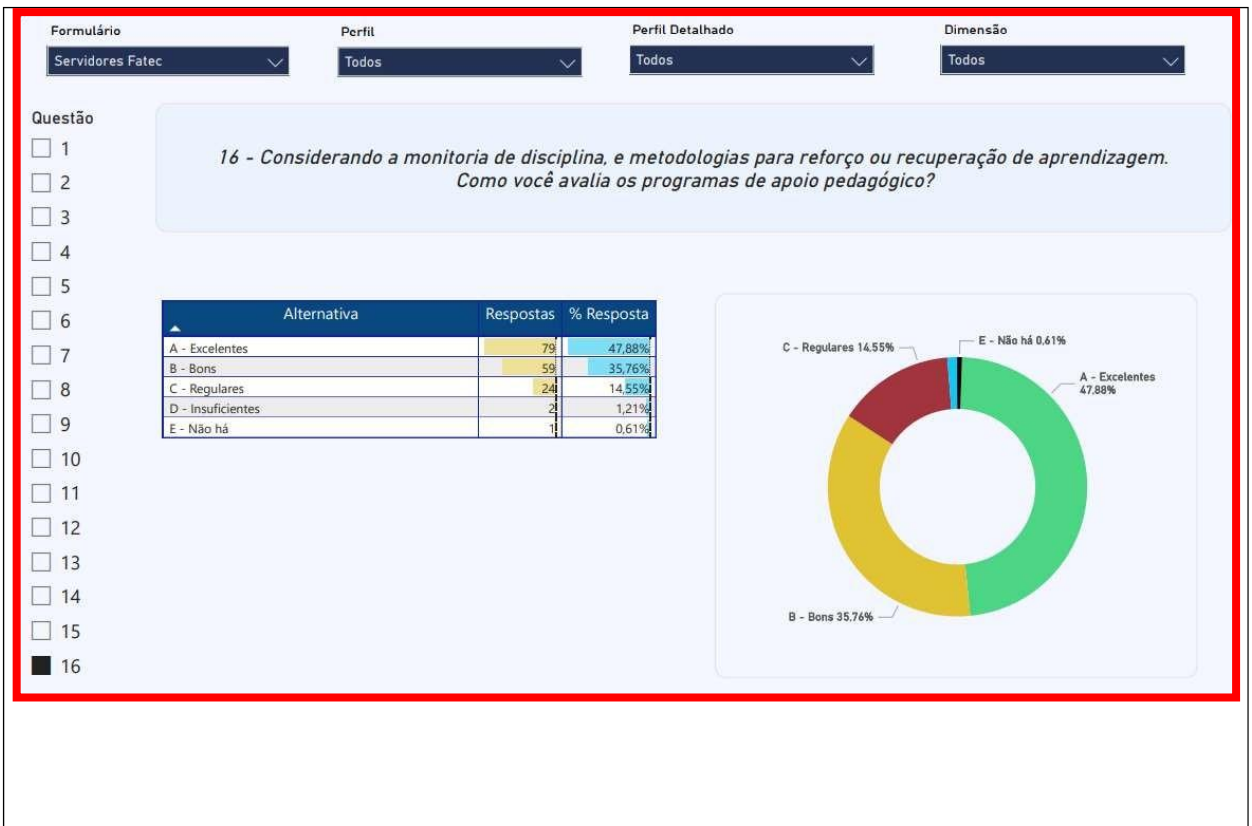 Formulário
Perfil
Perfil Detalhado
Dimensão
Servidores Fatec
Todos
Todos
Todos
Questão
1
2
3
4
5
6
7
8
9
10
11
12
13
14
15
16
16 - Considerando a monitoria de disciplina, e metodologias para reforço ou recuperação de aprendizagem.
Como você avalia os programas de apoio pedagógico?
Alternativa Respostas % Resposta
A - Excelentes 79 47,88%
B - Bons 59 35,76%
C - Regulares 24 14,55%
D - Insuficientes 2 1,21%
E - Não há 1 0,61%
C - Regulares 14,55%
E - Não há 0,61%
A - Excelentes
47,88%
B - Bons 35,76%